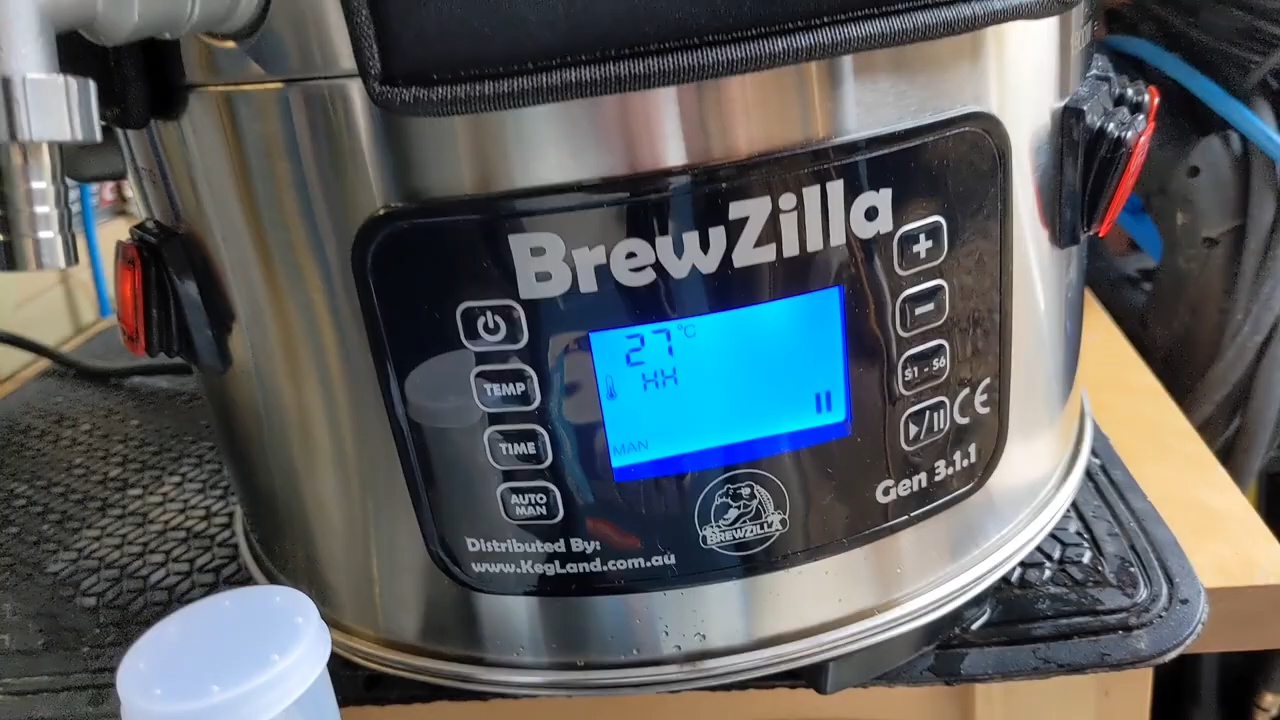 BrewZilla
+
-
TEMP
TIME
AUTO
MAN
27 °C
HH
MAN
S1 - S6
CE
Gen 3.1.1
BREWZILLA
Distributed By:
www.KegLand.com.au